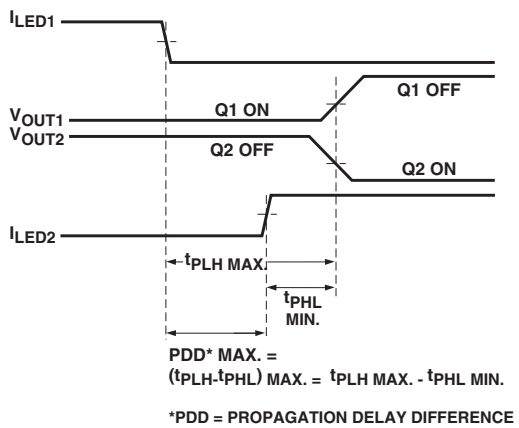 ILED1
VOUT1
Q1 ON
Q1 OFF
VOUT2
Q2 OFF
Q2 ON
ILED2
tPLH MAX.
tPHL
MIN.
PDD* MAX. =
(tPLH-tPHL) MAX. = tPLH MAX. - tPHL MIN.
*PDD = PROPAGATION DELAY DIFFERENCE